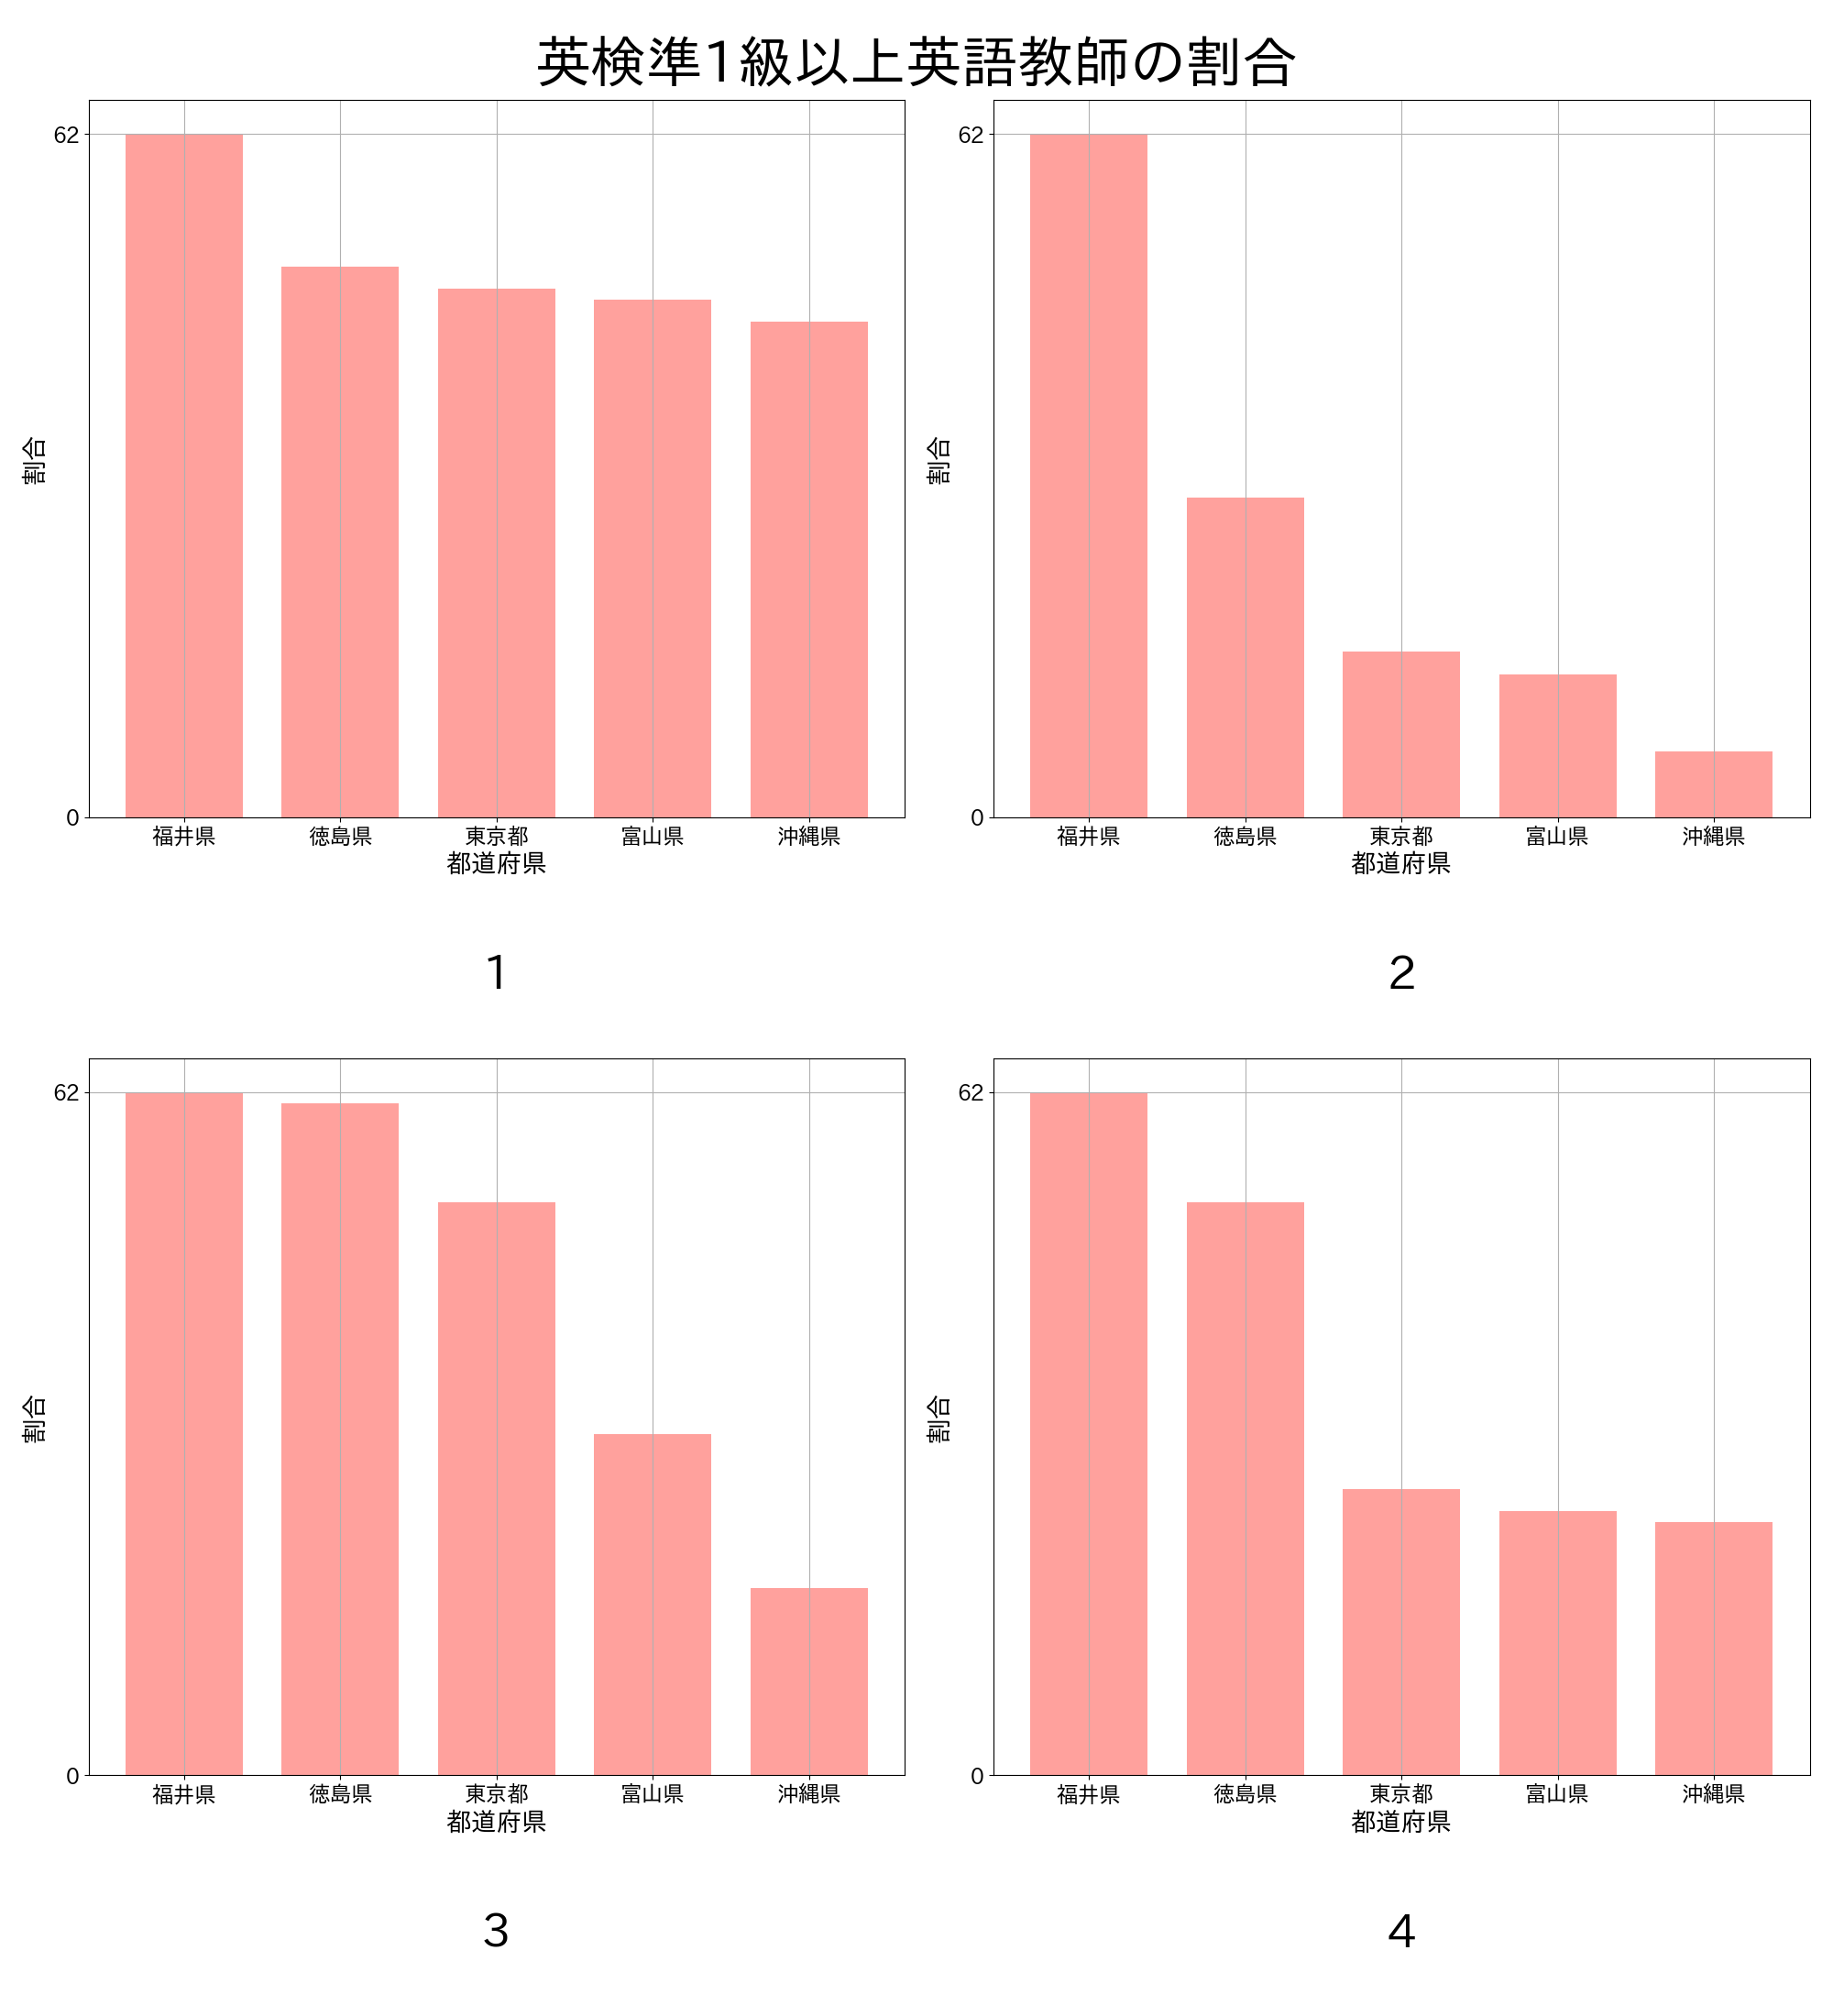 英検準1級以上英語教師の割合
62
0
割合
福井県 徳島県 東京都 富山県 沖縄県
都道府県
1
62
0
割合
福井県 徳島県 東京都 富山県 沖縄県
都道府県
2
62
0
割合
福井県 徳島県 東京都 富山県 沖縄県
都道府県
3
62
0
割合
福井県 徳島県 東京都 富山県 沖縄県
都道府県
4